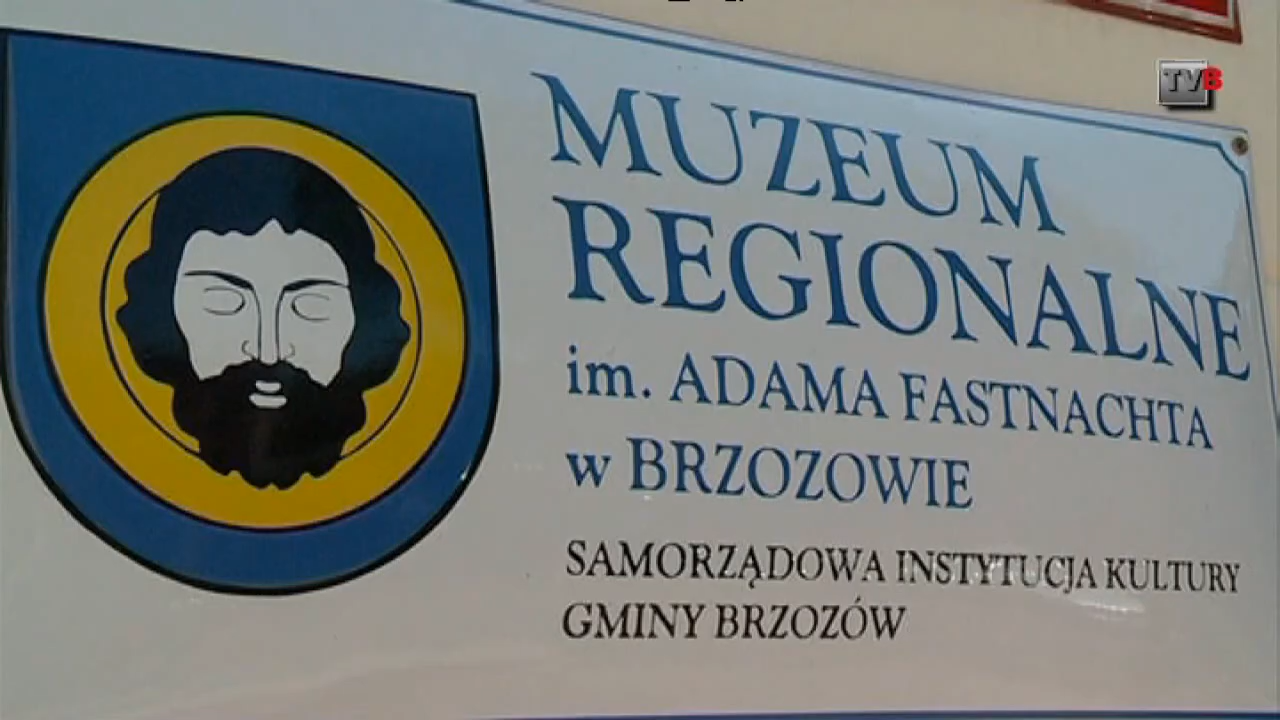 TVB
MUZEUM
REGIONALNE
im. ADAMA FASTNACHTA
w BRZOZOWIE
SAMORZĄDOWA INSTYTUCJA KULTURY
GMINY BRZOZÓW